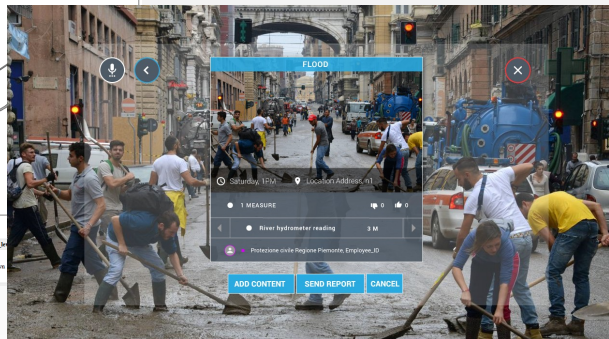 FLOOD
Saturday, 1PM Location Address, n1
1 MEASURE 0 0
River hydrometer reading 3 M
Protezione civile Regione Piemonte, Employee_ID
ADD CONTENT SEND REPORT CANCEL